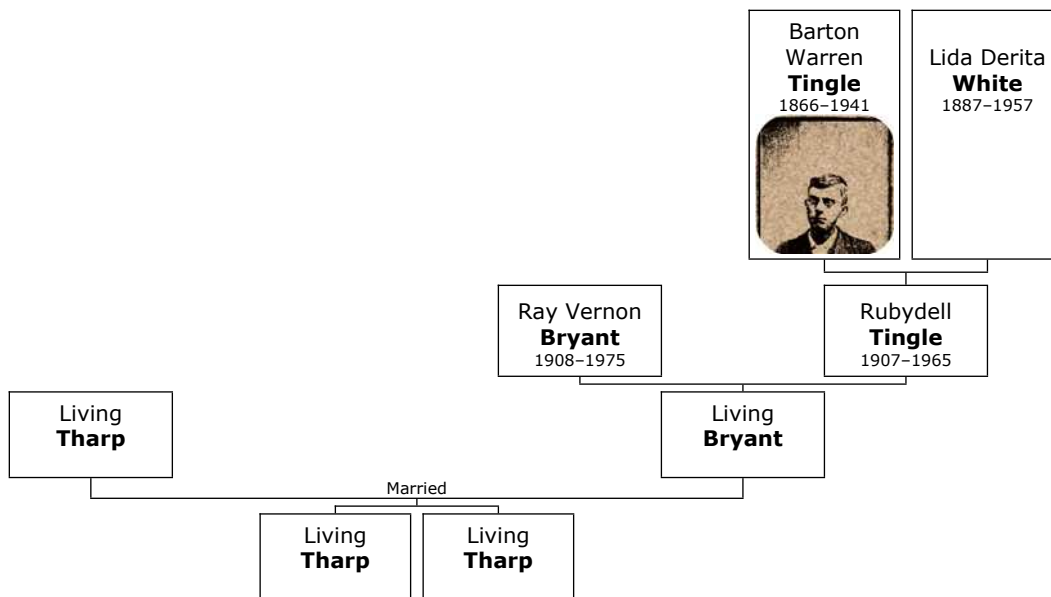 Barton
Warren
Tingle
1866–1941
Lida Derita
White
1887–1957
Ray Vernon
Bryant
1908–1975
Rubydell
Tingle
1907–1965
Living
Tharp
Living
Bryant
Married
Living
Tharp
Living
Tharp